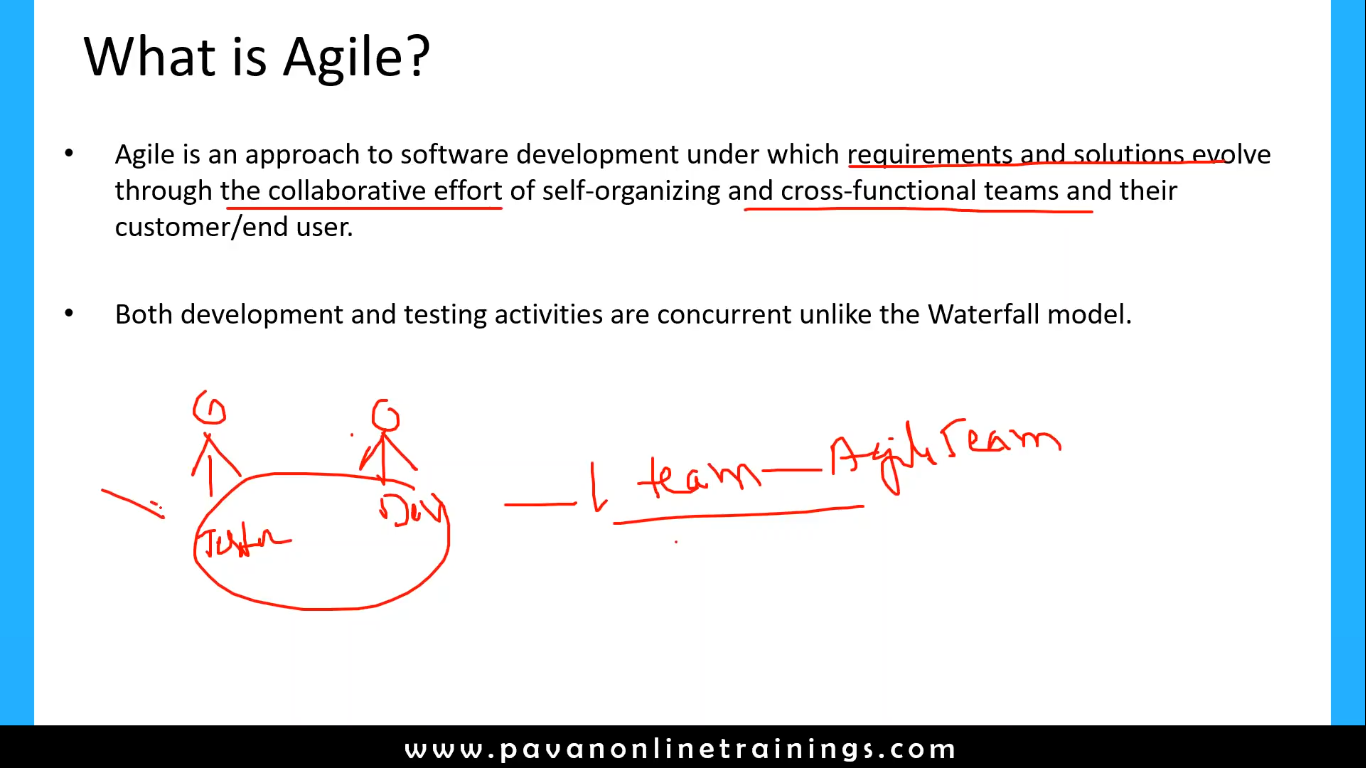 What is Agile?
• Agile is an approach to software development under which requirements and solutions evolve
through the collaborative effort of self-organizing and cross-functional teams and their
customer/end user.
• Both development and testing activities are concurrent unlike the Waterfall model.
1 team — Agile Team
Dev
Tester
www.pavanonlinetrainings.com